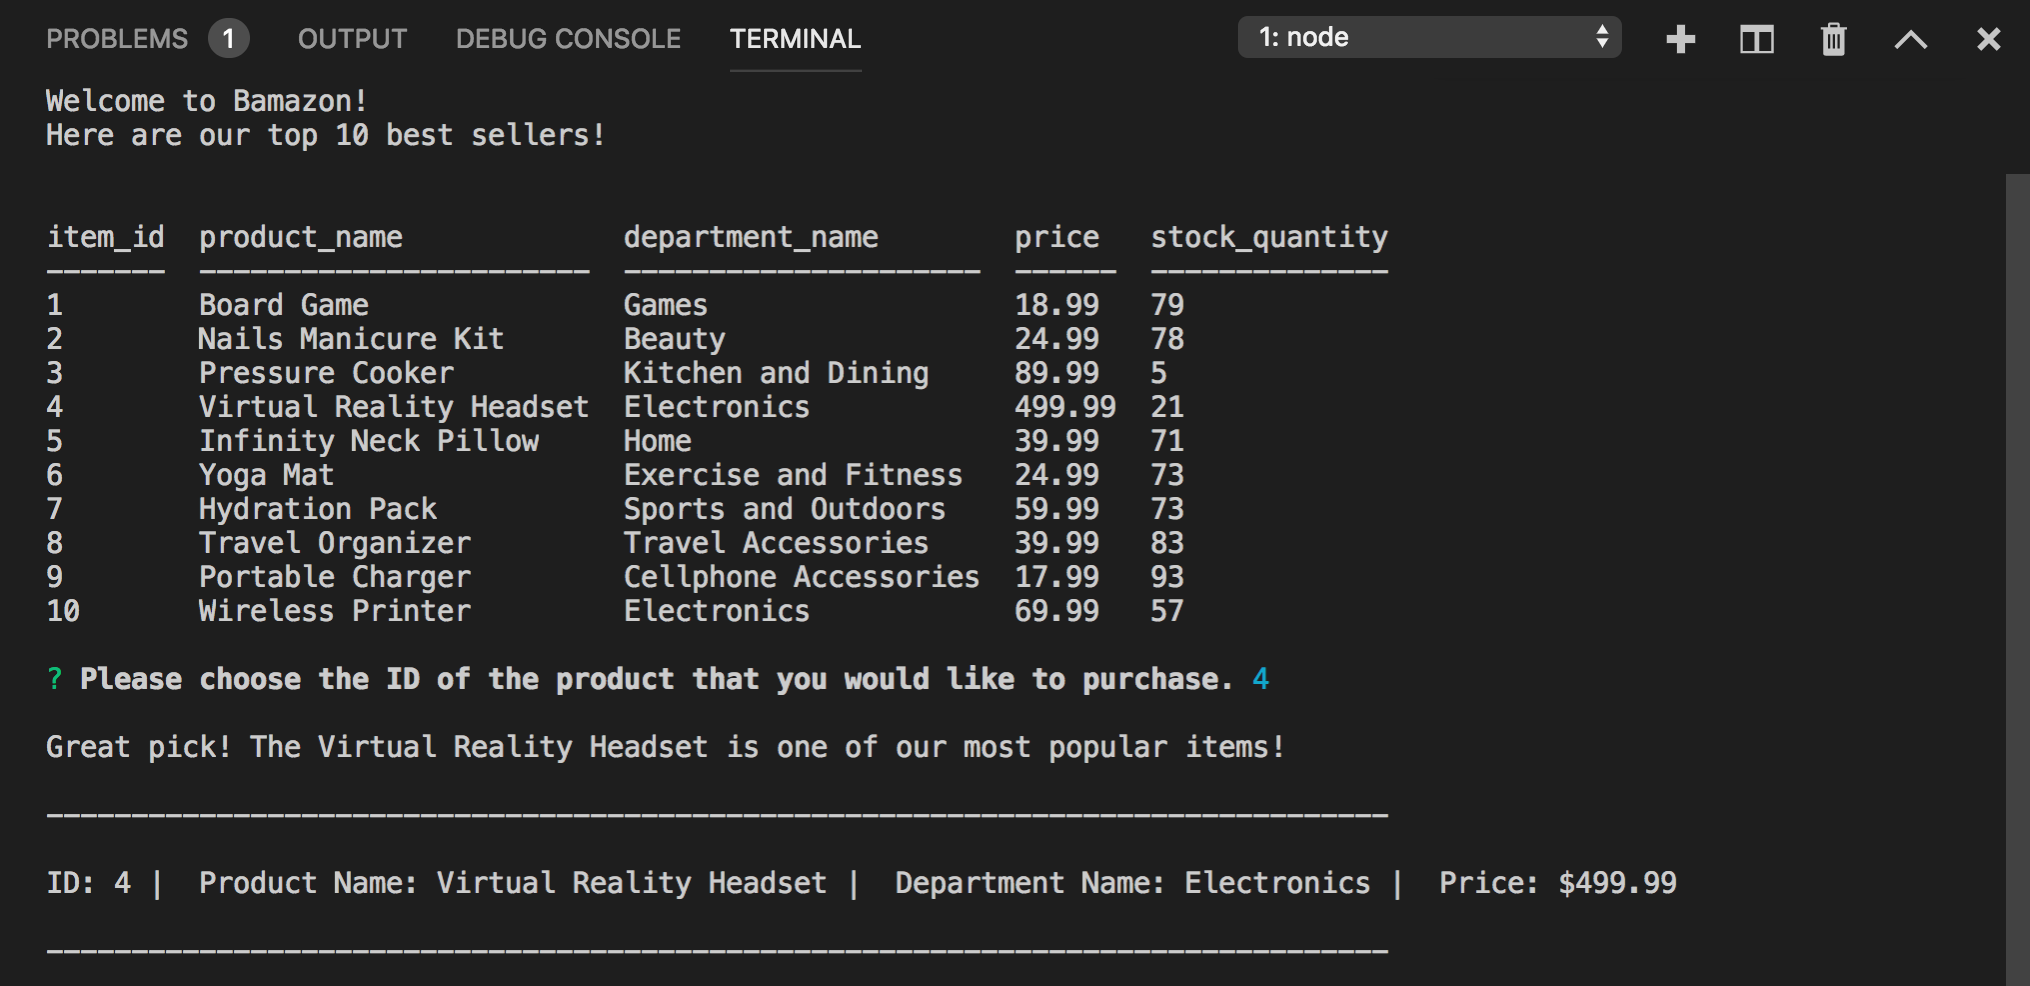 PROBLEMS 1 OUTPUT DEBUG CONSOLE TERMINAL 1: node
Welcome to Bamazon!
Here are our top 10 best sellers!
item_id  product_name             department_name        price   stock_quantity
-------  -----------------------  ---------------------  ------  --------------
1        Board Game               Games                  18.99   79
2        Nails Manicure Kit       Beauty                 24.99   78
3        Pressure Cooker          Kitchen and Dining     89.99   5
4        Virtual Reality Headset  Electronics            499.99  21
5        Infinity Neck Pillow     Home                   39.99   71
6        Yoga Mat                 Exercise and Fitness   24.99   73
7        Hydration Pack           Sports and Outdoors    59.99   73
8        Travel Organizer         Travel Accessories     39.99   83
9        Portable Charger         Cellphone Accessories  17.99   93
10       Wireless Printer         Electronics            69.99   57
? Please choose the ID of the product that you would like to purchase. 4
Great pick! The Virtual Reality Headset is one of our most popular items!
-------------------------------------------------------------------------------
ID: 4 |  Product Name: Virtual Reality Headset |  Department Name: Electronics |  Price: $499.99
-------------------------------------------------------------------------------